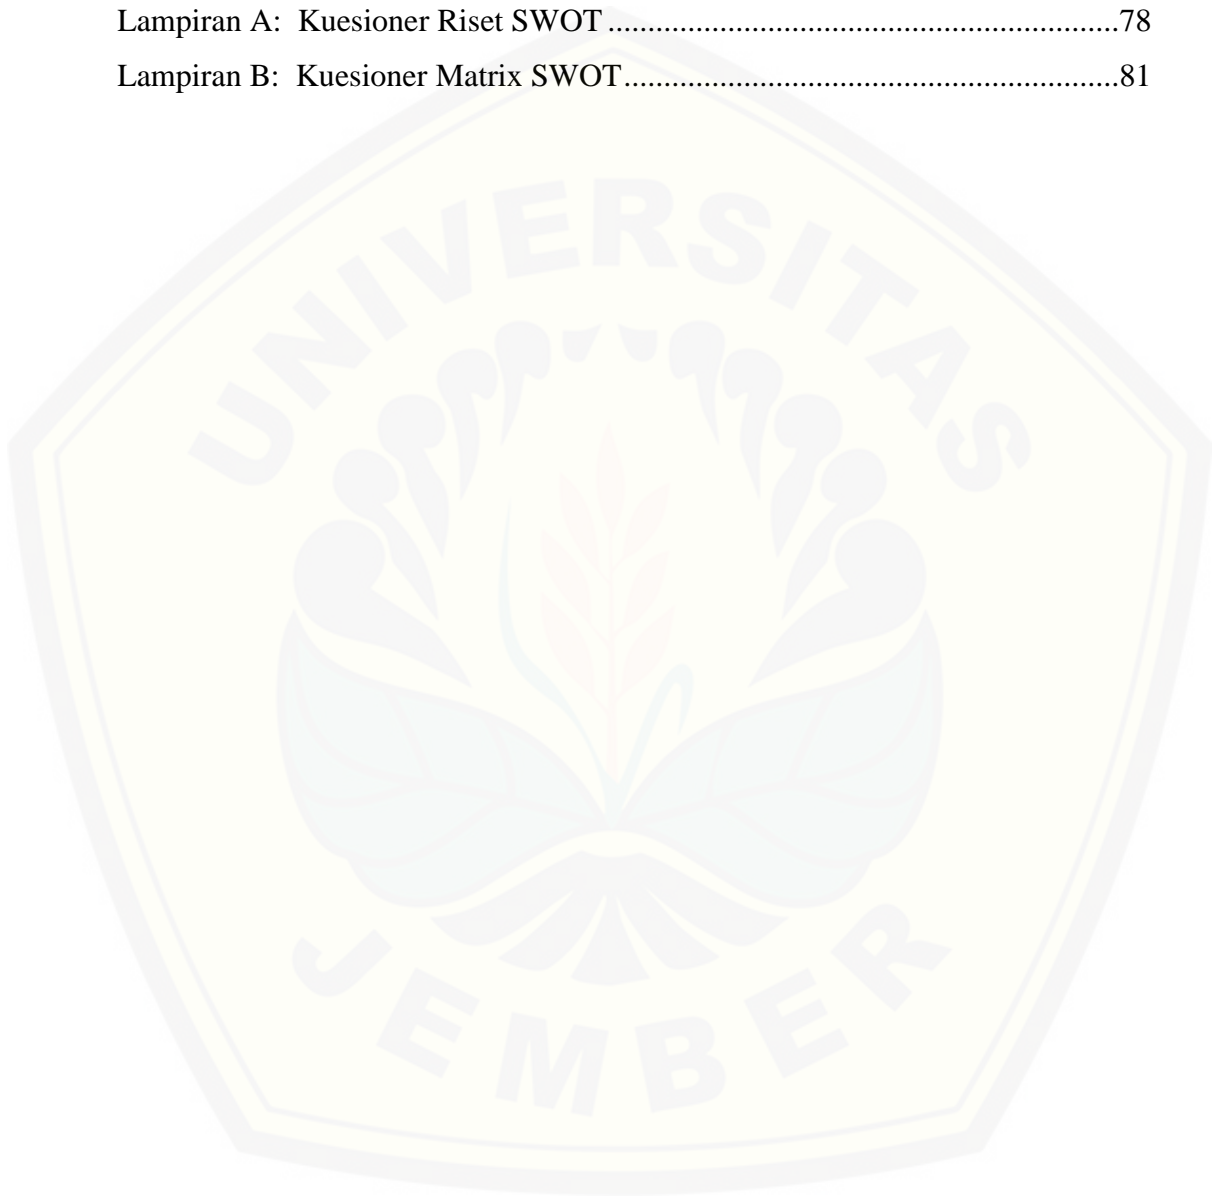 Lampiran A: Kuesioner Riset SWOT ................................................................78
Lampiran B: Kuesioner Matrix SWOT..............................................................81
UNIVERSITAS
JEMBER